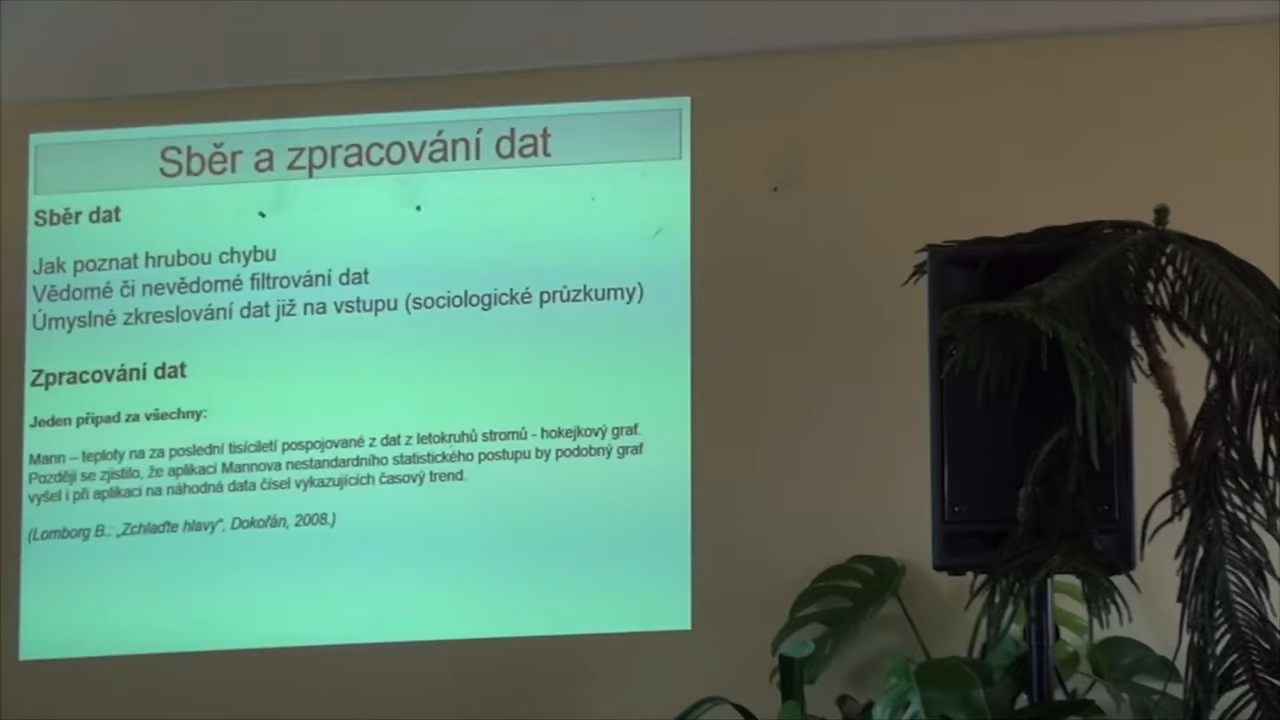 Sběr a zpracování dat
Sběr dat
Jak poznat hrubou chybu
Vědomé či nevědomé filtrování dat
Úmyslné zkreslování dat již na vstupu (sociologické průzkumy)
Zpracování dat
Jeden případ za všechny:
Mann – teploty na za poslední tisíciletí pospojované z dat z letokruhů stromů - hokejkový graf.
Později se zjistilo, že aplikací Mannova nestandardního statistického postupu by podobný graf
vyšel i při aplikaci na náhodná data čísel vykazujících časový trend.
(Lomborg B.: „Zchlaďte hlavy", Dokořán, 2008.)